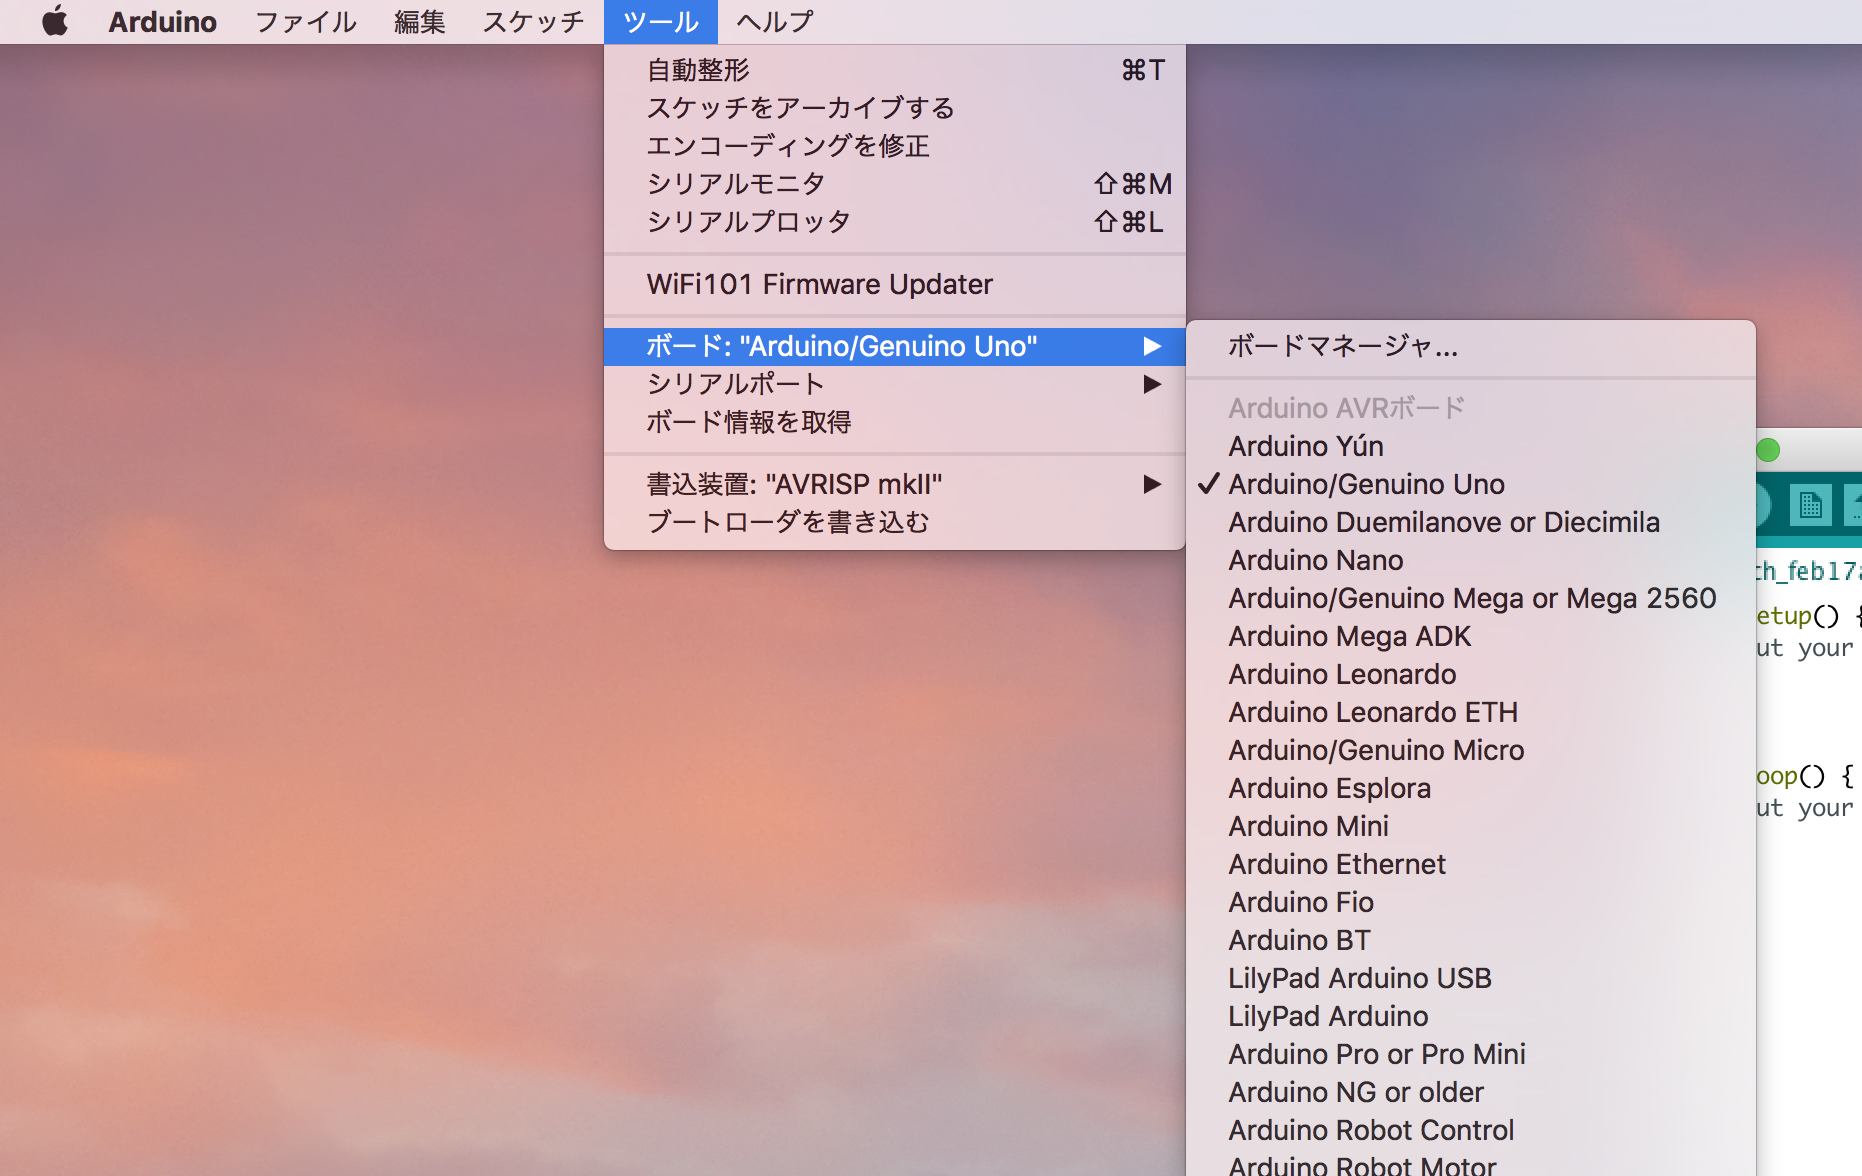 Arduino ファイル 編集 スケッチ ツール ヘルプ
自動整形 ⌘T
スケッチをアーカイブする
エンコーディングを修正
シリアルモニタ ⇧⌘M
シリアルプロッタ ⇧⌘L
WiFi101 Firmware Updater
ボード: "Arduino/Genuino Uno"
シリアルポート
ボード情報を取得
書込装置: "AVRISP mkII"
ブートローダを書き込む
ボードマネージャ...
Arduino AVRボード
Arduino Yún
✓ Arduino/Genuino Uno
Arduino Duemilanove or Diecimila
Arduino Nano
Arduino/Genuino Mega or Mega 2560
Arduino Mega ADK
Arduino Leonardo
Arduino Leonardo ETH
Arduino/Genuino Micro
Arduino Esplora
Arduino Mini
Arduino Ethernet
Arduino Fio
Arduino BT
LilyPad Arduino USB
LilyPad Arduino
Arduino Pro or Pro Mini
Arduino NG or older
Arduino Robot Control
Arduino Robot Motor
ch_feb17a
etup() {
ut your
oop() {
ut your